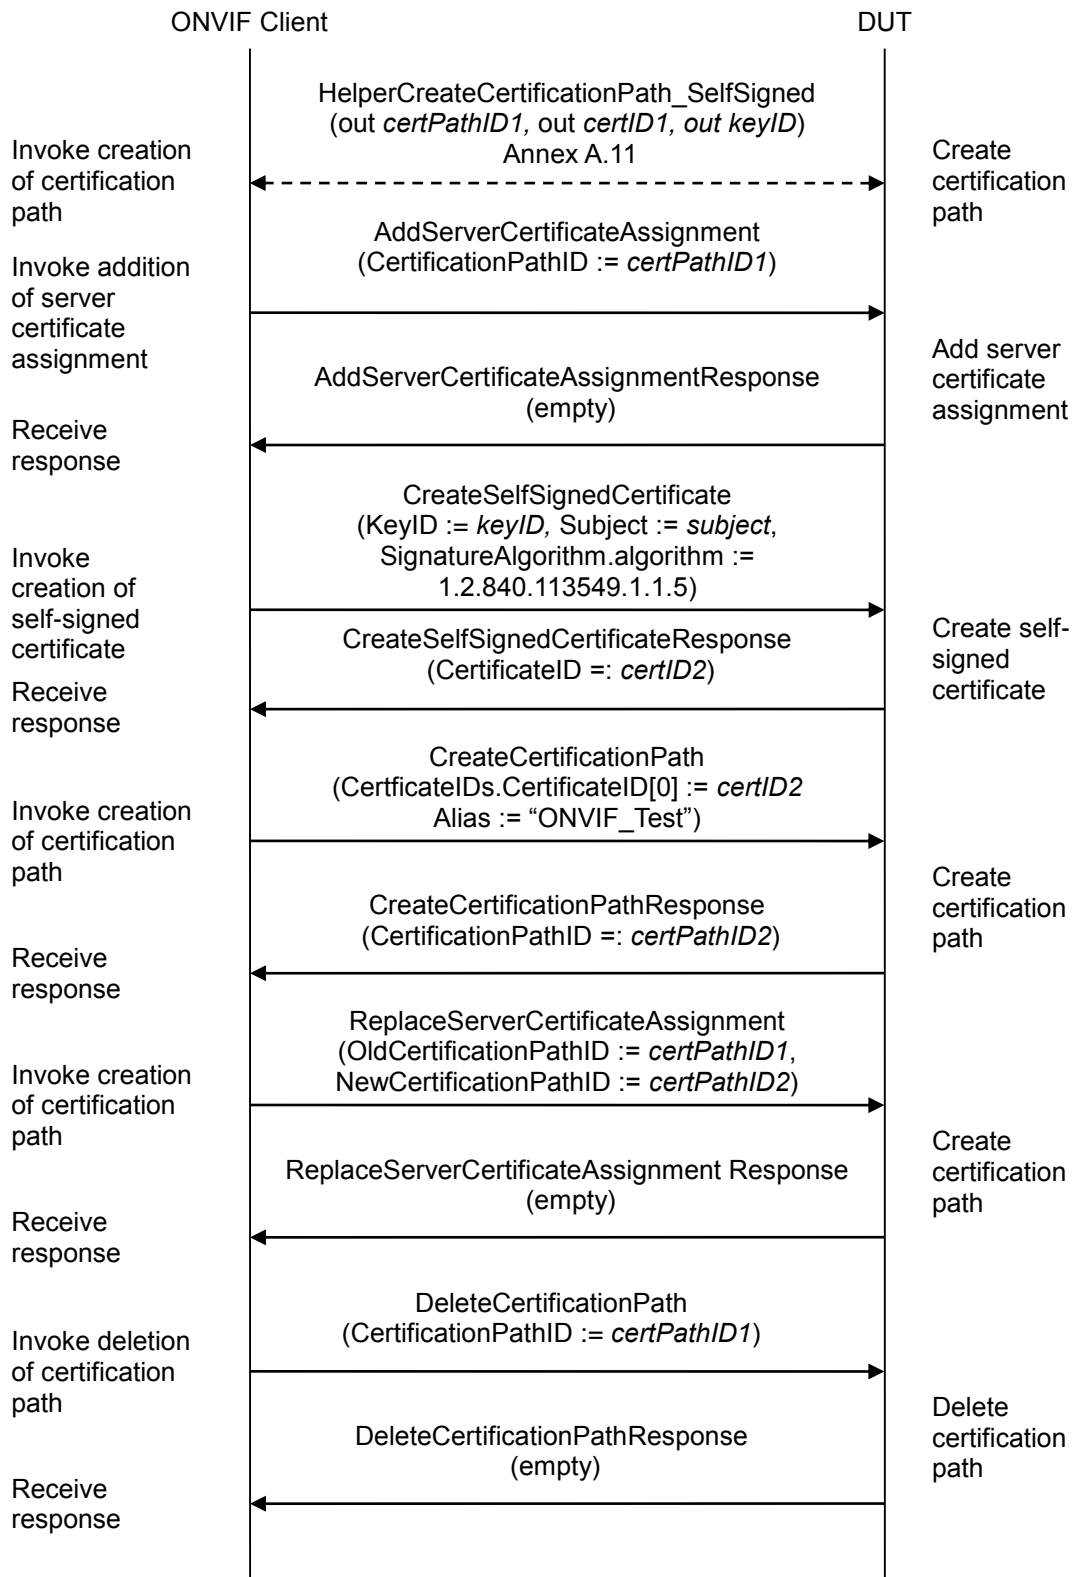 ONVIF Client
DUT
HelperCreateCertificationPath_SelfSigned
(out certPathID1, out certID1, out keyID)
Annex A.11
Invoke creation
of certification
path
Create
certification
path
AddServerCertificateAssignment
(CertificationPathID := certPathID1)
Invoke addition
of server
certificate
assignment
Add server
certificate
assignment
AddServerCertificateAssignmentResponse
(empty)
Receive
response
CreateSelfSignedCertificate
(KeyID := keyID, Subject := subject,
SignatureAlgorithm.algorithm :=
1.2.840.113549.1.1.5)
Invoke
creation of
self-signed
certificate
Create self-
signed
certificate
CreateSelfSignedCertificateResponse
(CertificateID =: certID2)
Receive
response
CreateCertificationPath
(CertficateIDs.CertificateID[0] := certID2
Alias := “ONVIF_Test”)
Invoke creation
of certification
path
Create
certification
path
CreateCertificationPathResponse
(CertificationPathID =: certPathID2)
Receive
response
ReplaceServerCertificateAssignment
(OldCertificationPathID := certPathID1,
NewCertificationPathID := certPathID2)
Invoke creation
of certification
path
Create
certification
path
ReplaceServerCertificateAssignment Response
(empty)
Receive
response
DeleteCertificationPath
(CertificationPathID := certPathID1)
Invoke deletion
of certification
path
Delete
certification
path
DeleteCertificationPathResponse
(empty)
Receive
response